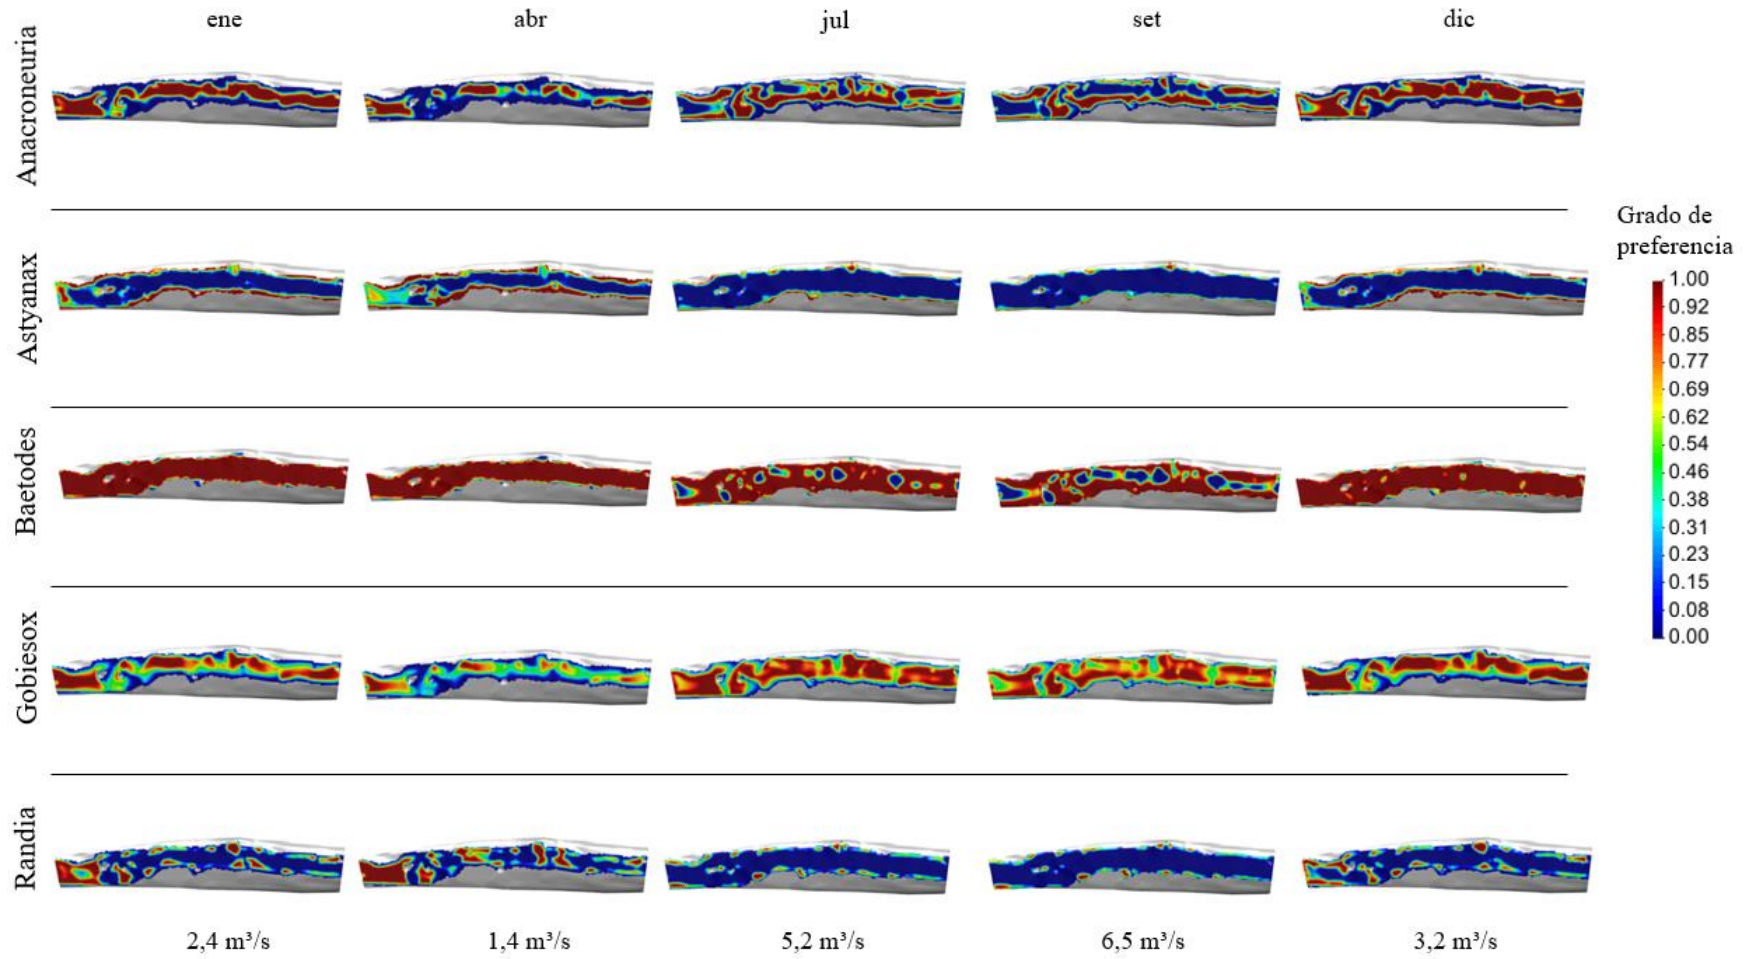 ene abr jul set dic
Anacroneuria
Astyanax
Baetodes
Gobiesox
Randia
Grado de
preferencia
1.00
0.92
0.85
0.77
0.69
0.62
0.54
0.46
0.38
0.31
0.23
0.15
0.08
0.00
2,4 m³/s 1,4 m³/s 5,2 m³/s 6,5 m³/s 3,2 m³/s